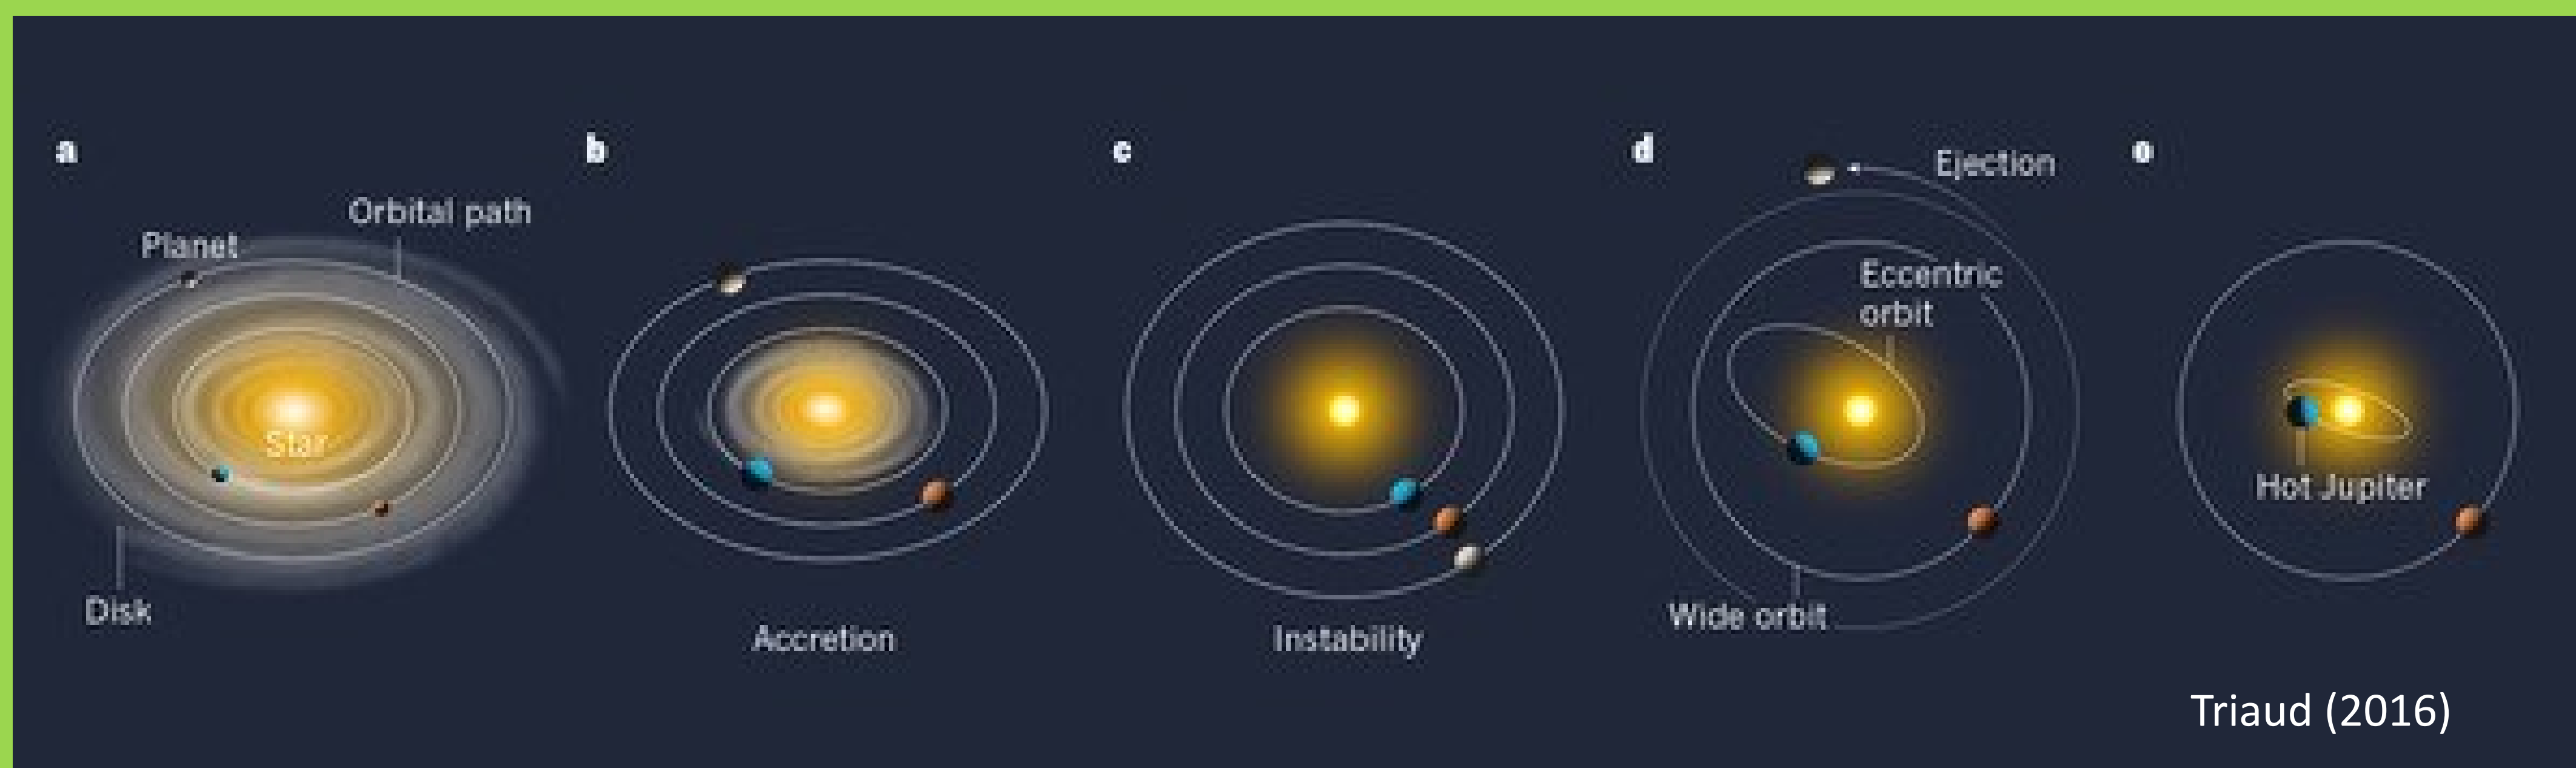 a
Planet
Orbital path
Star
Disk
b
Accretion
c
Instability
d
Ejection
Eccentric
orbit
Wide orbit
e
Hot Jupiter
Triaud (2016)